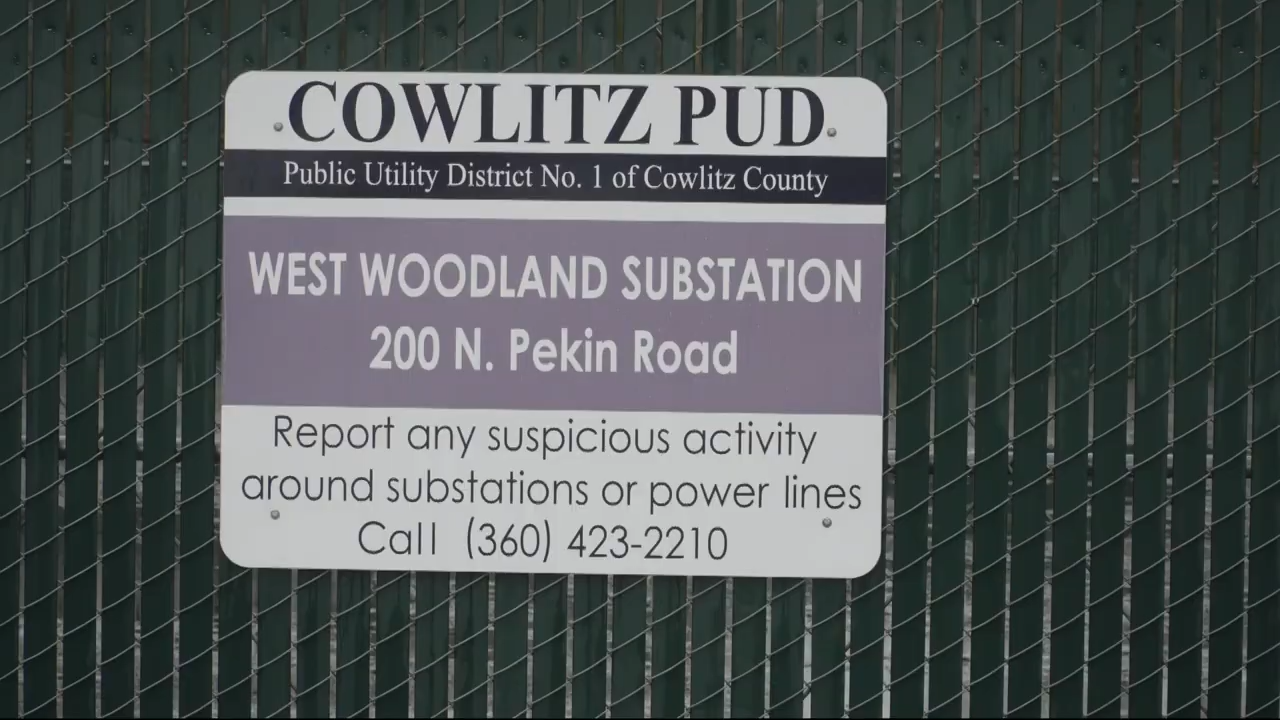 COWLITZ PUD
Public Utility District No. 1 of Cowlitz County
WEST WOODLAND SUBSTATION
200 N. Pekin Road
Report any suspicious activity
around substations or power lines
Call (360) 423-2210